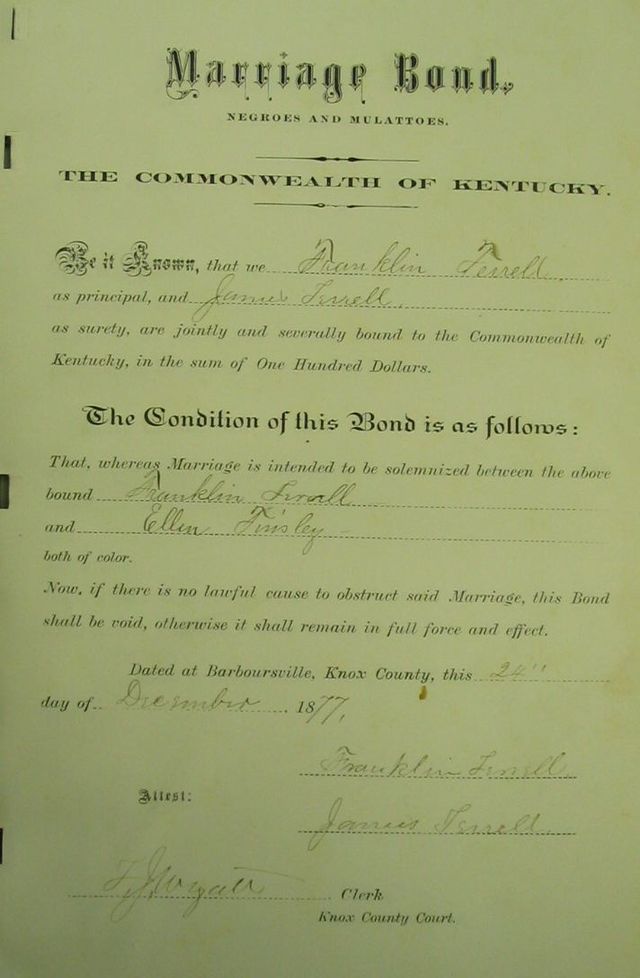 Marriage Bond.
NEGROES AND MULATTOES.
THE COMMONWEALTH OF KENTUCKY.
Be it Known, that we Franklin Terrell.
as principal, and James Terrell.
as surety, are jointly and severally bound to the Commonwealth of
Kentucky, in the sum of One Hundred Dollars.
The Condition of this Bond is as follows:
That, whereas Marriage is intended to be solemnized between the above
bound Franklin Terrell
and Ellen Tinsley
both of color.
Now, if there is no lawful cause to obstruct said Marriage, this Bond
shall be void, otherwise it shall remain in full force and effect.
Dated at Barboursville, Knox County, this 24"
day of December, 1877,
Franklin Terrell.
Attest:
James Terrell.
Wyatt Clerk
Knox County Court.